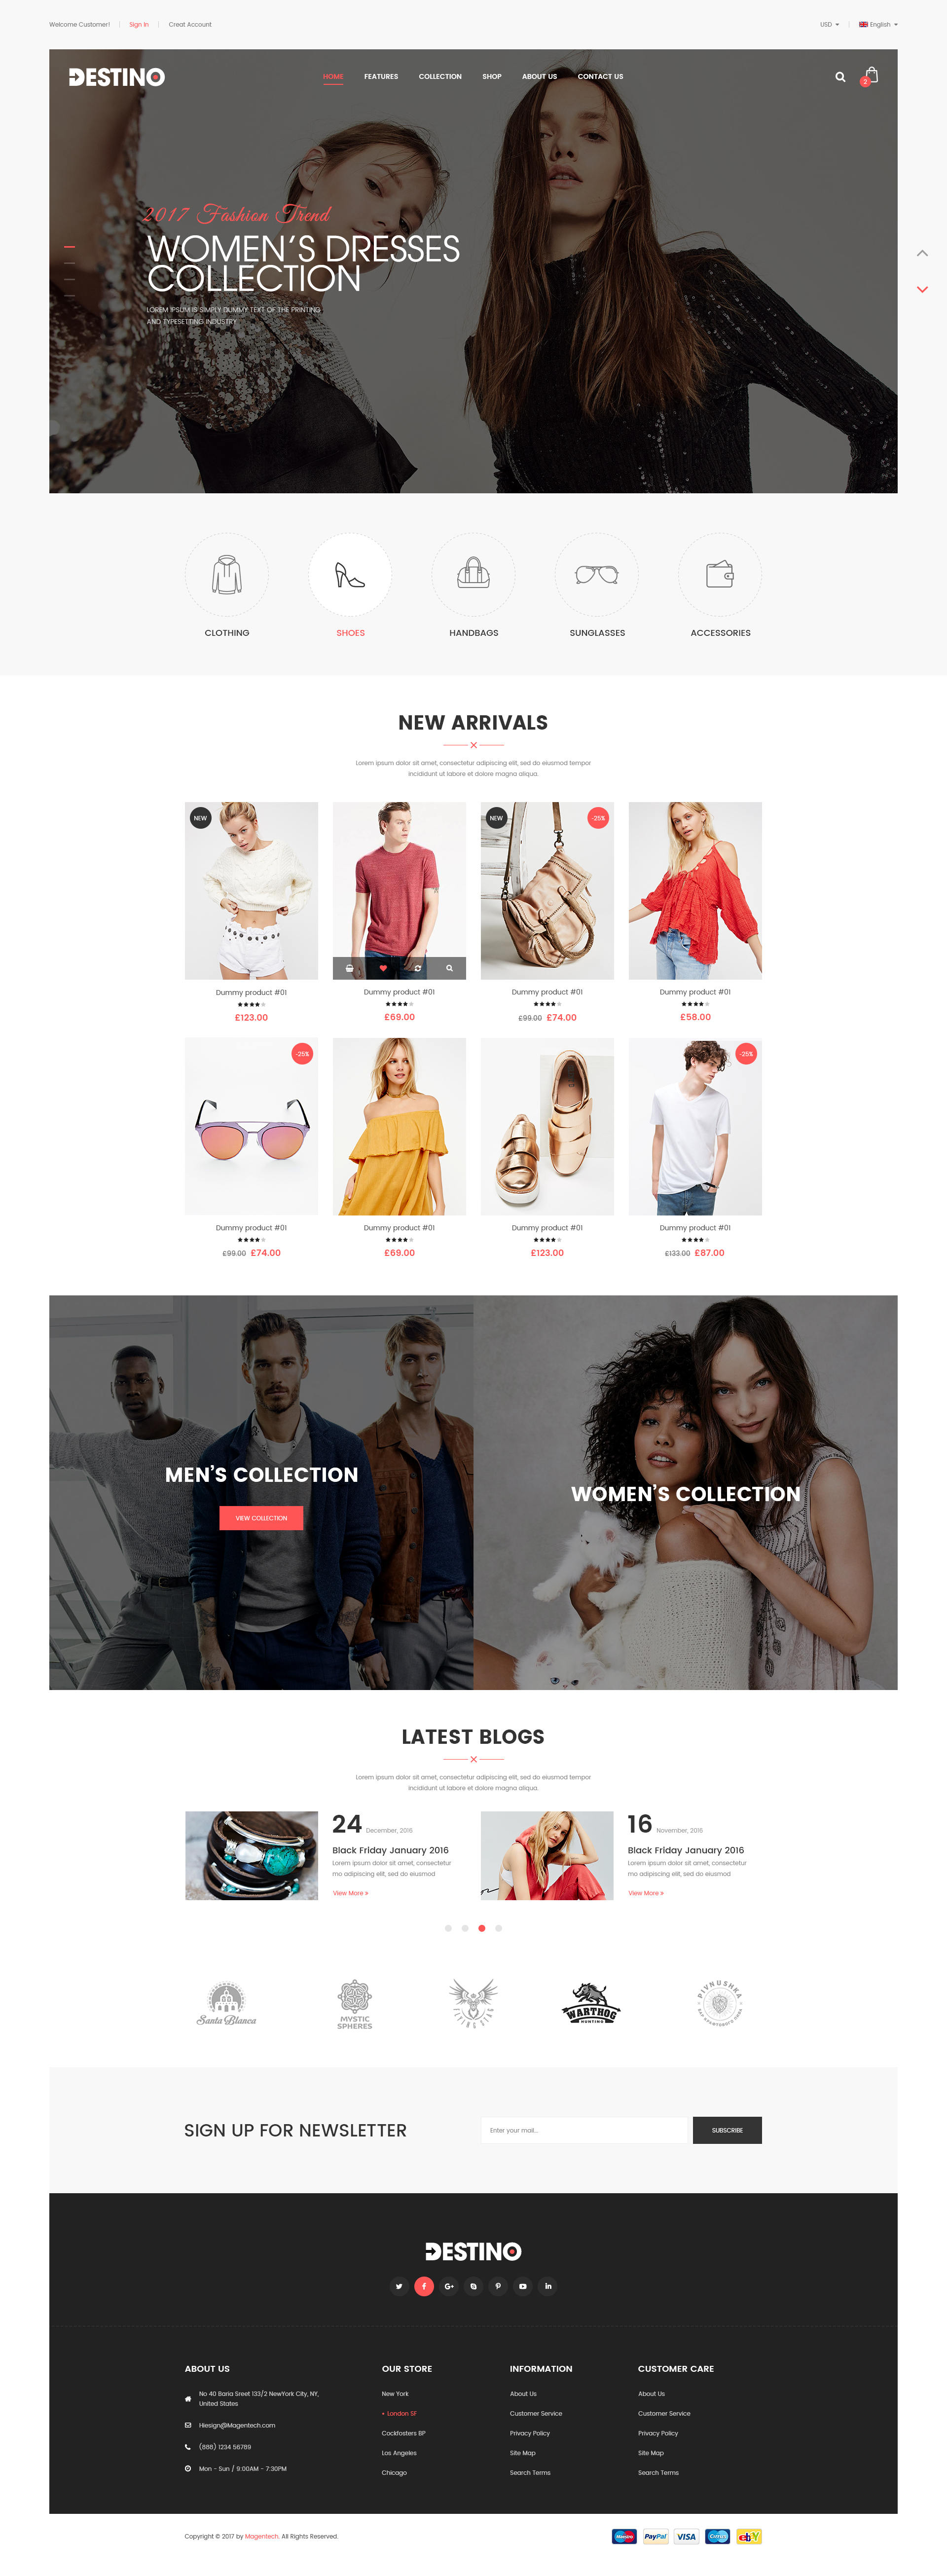 Welcome Customer! Sign In Creat Account USD English
DESTINO HOME FEATURES COLLECTION SHOP ABOUT US CONTACT US 2
2017 Fashion Trend
WOMEN'S DRESSES
COLLECTION
LOREM IPSUM IS SIMPLY DUMMY TEXT OF THE PRINTING
AND TYPESETTING INDUSTRY
CLOTHING SHOES HANDBAGS SUNGLASSES ACCESSORIES
NEW ARRIVALS
Lorem ipsum dolor sit amet, consectetur adipiscing elit, sed do eiusmod tempor
incididunt ut labore et dolore magna aliqua.
NEW NEW -25%
Dummy product #01 Dummy product #01 Dummy product #01 Dummy product #01
£123.00 £69.00 £99.00 £74.00 £58.00
-25% -25%
Dummy product #01 Dummy product #01 Dummy product #01 Dummy product #01
£99.00 £74.00 £69.00 £123.00 £133.00 £87.00
MEN'S COLLECTION
VIEW COLLECTION
WOMEN'S COLLECTION
LATEST BLOGS
Lorem ipsum dolor sit amet, consectetur adipiscing elit, sed do eiusmod tempor
incididunt ut labore et dolore magna aliqua.
24 December, 2016
Black Friday January 2016
Lorem ipsum dolor sit amet, consectetur
mo adipiscing elit, sed do eiusmod
View More »
16 November, 2016
Black Friday January 2016
Lorem ipsum dolor sit amet, consectetur
mo adipiscing elit, sed do eiusmod
View More »
Santa Blanca
MYSTIC
SPHERES
WARTHOG
HUNTING
PIVNUSHKA
SIGN UP FOR NEWSLETTER Enter your mail... SUBSCRIBE
DESTINO
ABOUT US
No 40 Baria Sreet 133/2 NewYork City, NY,
United States
Hiesign@Magentech.com
(888) 1234 56789
Mon - Sun / 9:00AM - 7:30PM
OUR STORE
New York
• London SF
Cockfosters BP
Los Angeles
Chicago
INFORMATION
About Us
Customer Service
Privacy Policy
Site Map
Search Terms
CUSTOMER CARE
About Us
Customer Service
Privacy Policy
Site Map
Search Terms
Copyright © 2017 by Magentech. All Rights Reserved.
Maestro PayPal VISA Cirrus ebY